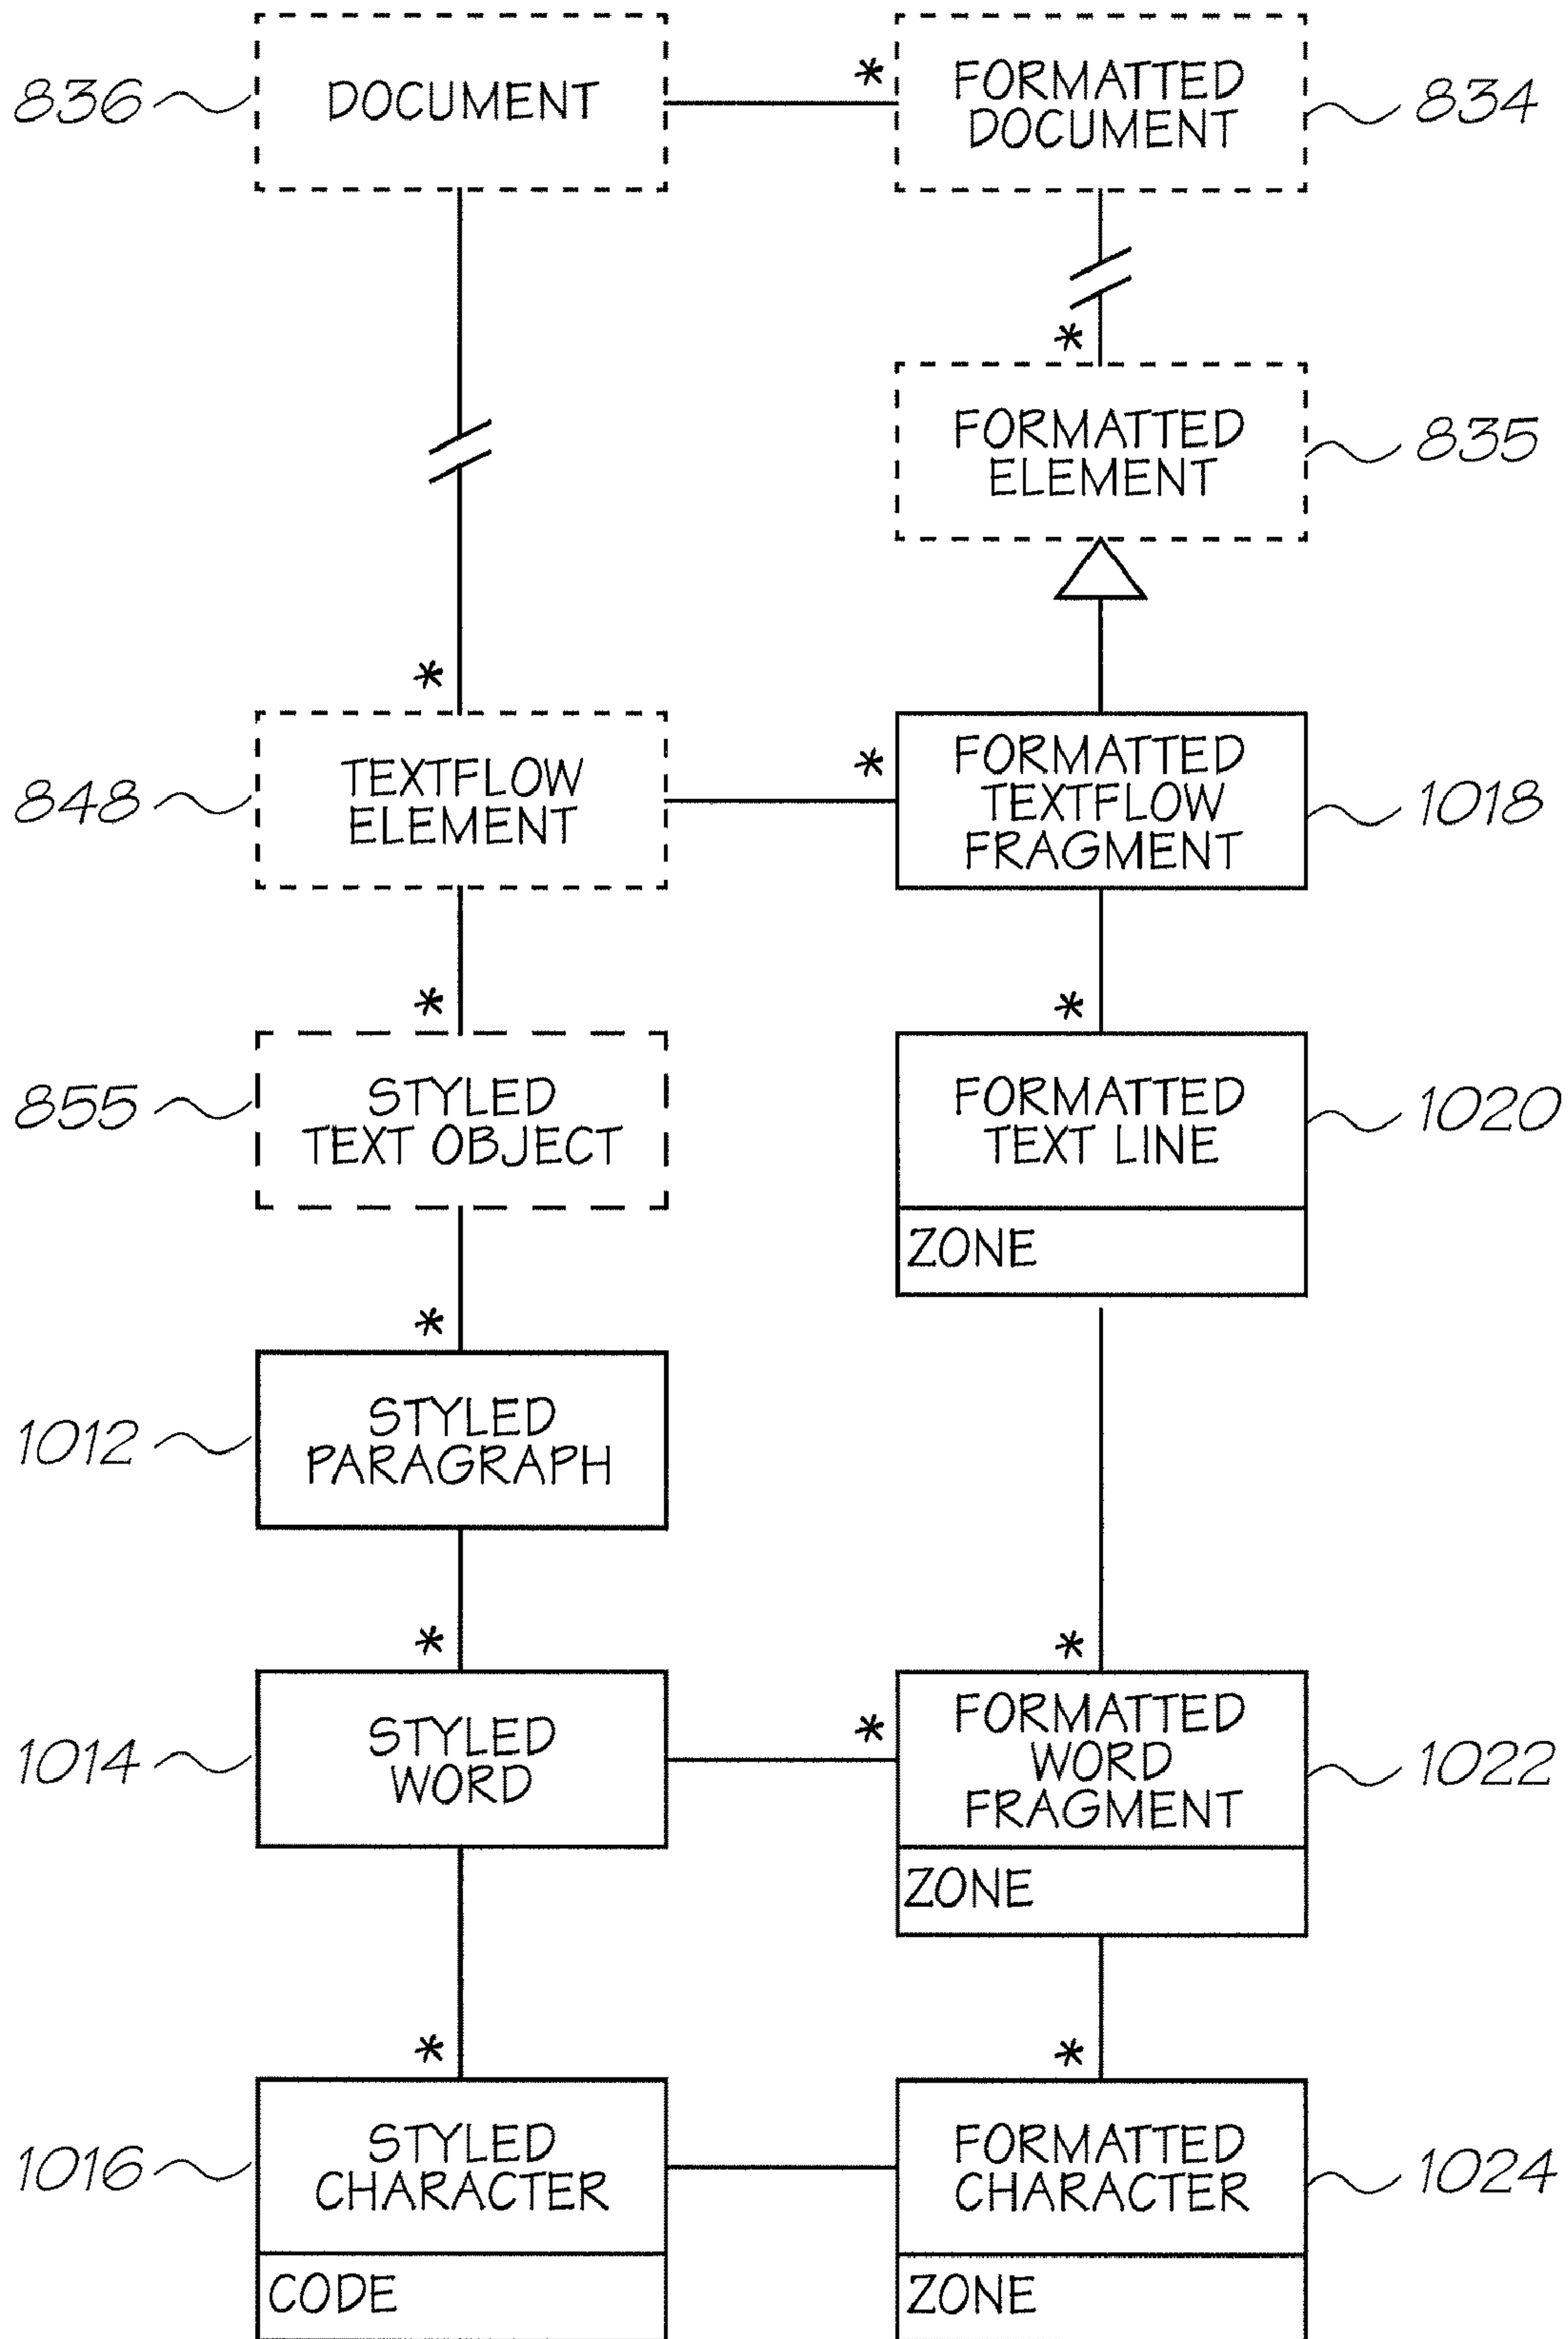 836
DOCUMENT
*
FORMATTED
DOCUMENT
834
*
FORMATTED
ELEMENT
835
*
848
TEXTFLOW
ELEMENT
*
FORMATTED
TEXTFLOW
FRAGMENT
1018
*
855
STYLED
TEXT OBJECT
*
FORMATTED
TEXT LINE
ZONE
1020
*
1012
STYLED
PARAGRAPH
*
1014
STYLED
WORD
*
*
FORMATTED
WORD
FRAGMENT
ZONE
1022
*
1016
STYLED
CHARACTER
CODE
*
FORMATTED
CHARACTER
ZONE
1024